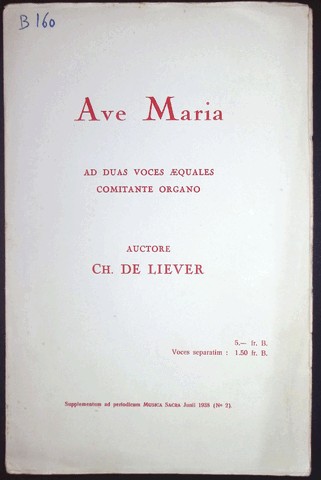 B 160
Ave Maria
AD DUAS VOCES ÆQUALES
COMITANTE ORGANO
AUCTORE
CH. DE LIEVER
5.— fr. B.
Voces separatim : 1.50 fr. B.
Supplementum ad periodicum MUSICA SACRA Junii 1938 (Nº 2).